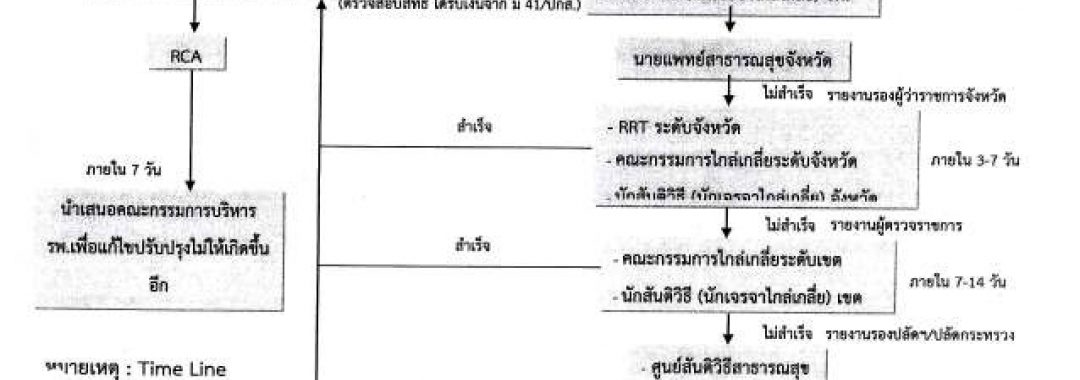 (ตรวจสอบสิทธิ ได้รับเงินจาก ม 41/ปกส.)
RCA
นายแพทย์สาธารณสุขจังหวัด
ไม่สำเร็จ รายงานรองผู้ว่าราชการจังหวัด
สำเร็จ
- RRT ระดับจังหวัด
- คณะกรรมการไกล่เกลี่ยระดับจังหวัด
- นักสันติวิธี (นักเจรจาไกล่เกลี่ย) จังหวัด
ภายใน 3-7 วัน
ภายใน 7 วัน
นำเสนอคณะกรรมการบริหาร
รพ.เพื่อแก้ไขปรับปรุงไม่ให้เกิดขึ้น
อีก
ไม่สำเร็จ รายงานผู้ตรวจราชการ
สำเร็จ
- คณะกรรมการไกล่เกลี่ยระดับเขต
- นักสันติวิธี (นักเจรจาไกล่เกลี่ย) เขต
ภายใน 7-14 วัน
ไม่สำเร็จ รายงานรองปลัดฯ/ปลัดกระทรวง
- ศูนย์สันติวิธีสาธารณสุข
หมายเหตุ : Time Line